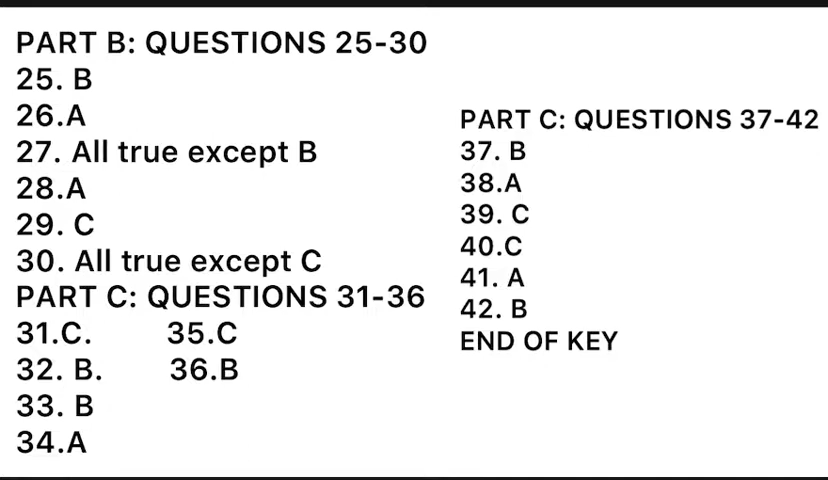 PART B: QUESTIONS 25-30
25. B
26.A
27. All true except B
28.A
29. C
30. All true except C
PART C: QUESTIONS 31-36
31.C. 35.C
32. B. 36.B
33. B
34.A
PART C: QUESTIONS 37-42
37. B
38.A
39. C
40.C
41. A
42. B
END OF KEY